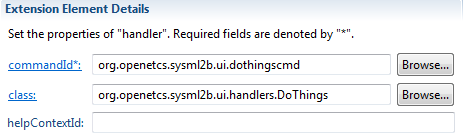 Extension Element Details
Set the properties of "handler". Required fields are denoted by "*".
commandId*: org.openetcs.sysml2b.ui.dothingscmd Browse...
class: org.openetcs.sysml2b.ui.handlers.DoThings Browse...
helpContextId: